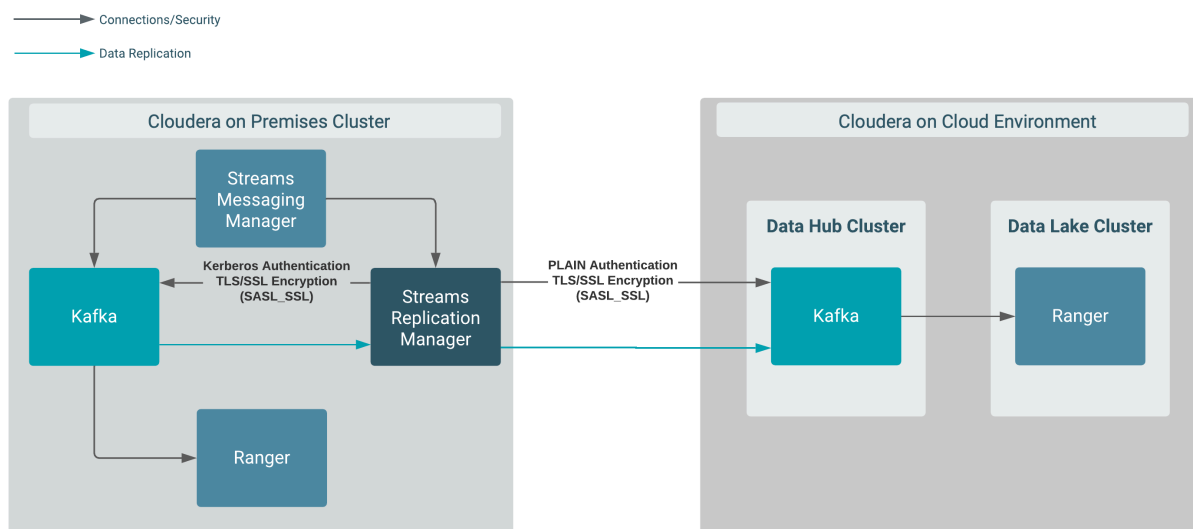 Connections/Security
Data Replication
Cloudera on Premises Cluster
Streams
Messaging
Manager
Kerberos Authentication
TLS/SSL Encryption
(SASL_SSL)
Kafka
Streams
Replication
Manager
Ranger
PLAIN Authentication
TLS/SSL Encryption
(SASL_SSL)
Cloudera on Cloud Environment
Data Hub Cluster
Kafka
Data Lake Cluster
Ranger